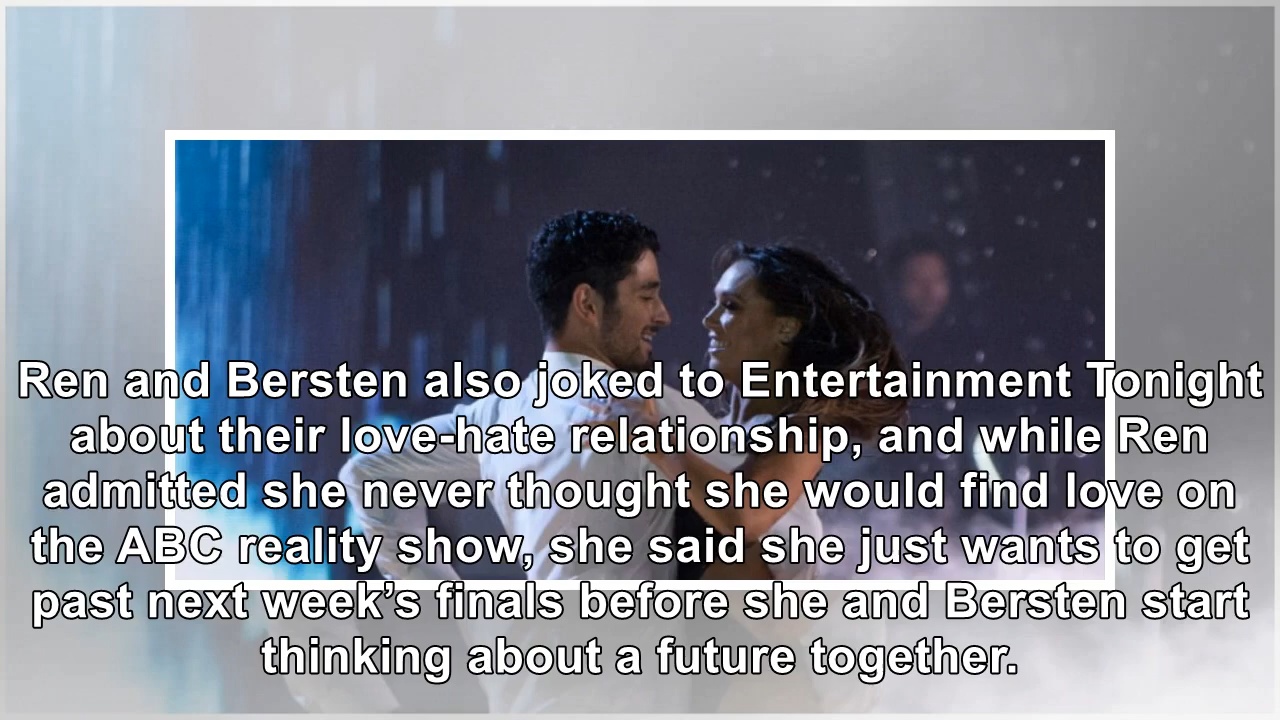 Ren and Bersten also joked to Entertainment Tonight
about their love-hate relationship, and while Ren
admitted she never thought she would find love on
the ABC reality show, she said she just wants to get
past next week’s finals before she and Bersten start
thinking about a future together.